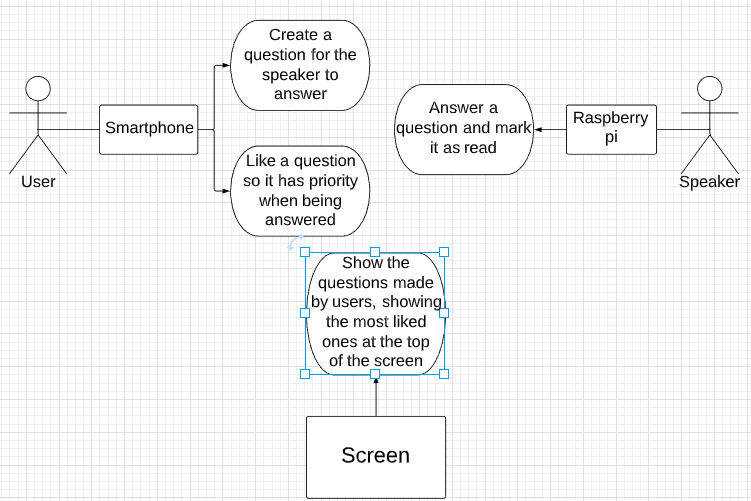 Create a
question for the
speaker to
answer
Smartphone
User
Like a question
so it has priority
when being
answered
Answer a
question and mark
it as read
Raspberry
pi
Speaker
Show the
questions made
by users, showing
the most liked
ones at the top
of the screen
Screen